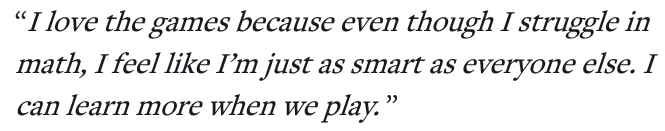 “I love the games because even though I struggle in
math, I feel like I’m just as smart as everyone else. I
can learn more when we play.”